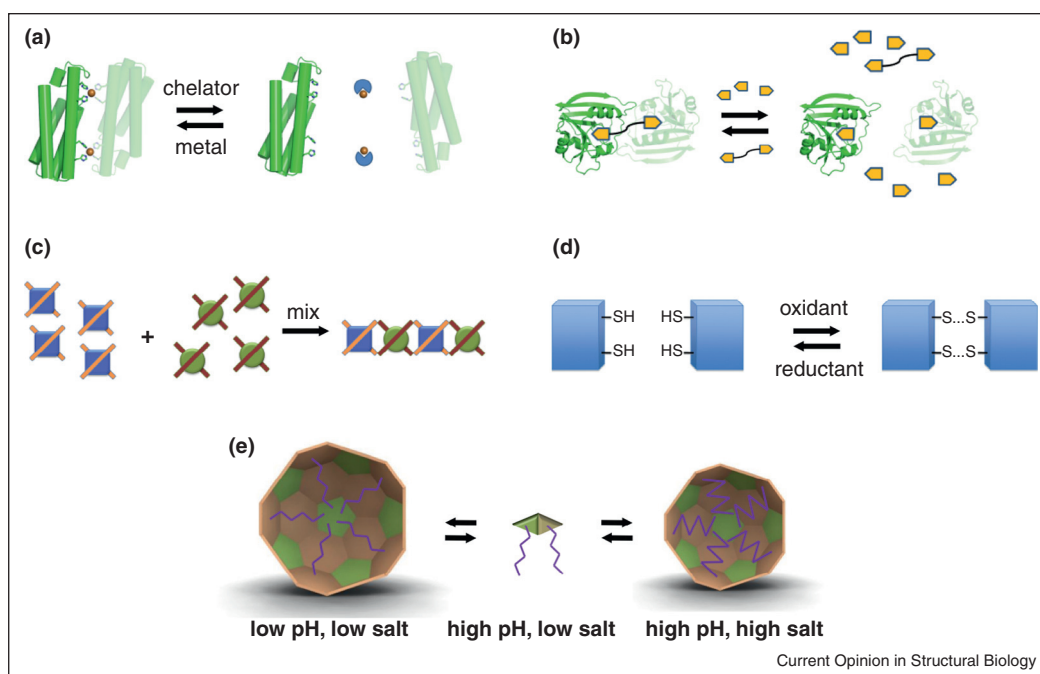 (a)
chelator
metal
(b)
(c)
+
mix
(d)
SH
HS
SH
HS
oxidant
reductant
S...S
S...S
(e)
low pH, low salt
high pH, low salt
high pH, high salt
Current Opinion in Structural Biology